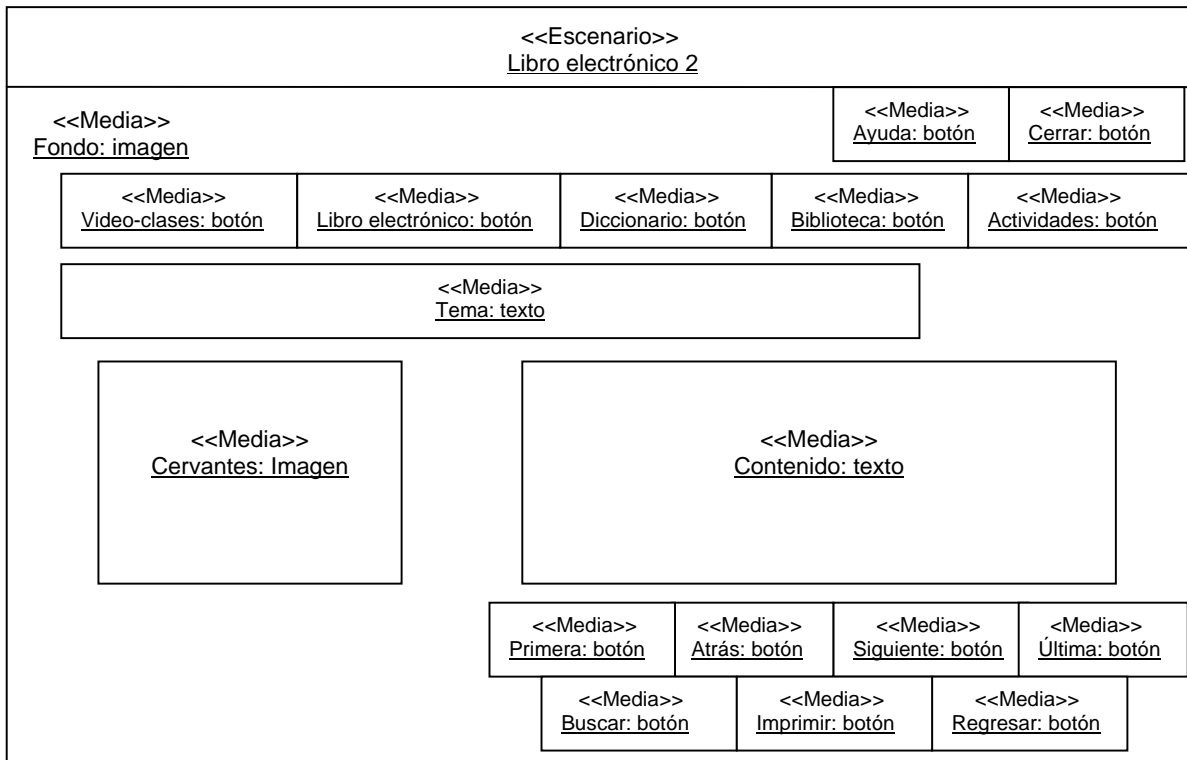 <<Escenario>>
Libro electrónico 2
<<Media>>
Fondo: imagen
<<Media>>
Ayuda: botón
<<Media>>
Cerrar: botón
<<Media>>
Video-clases: botón
<<Media>>
Libro electrónico: botón
<<Media>>
Diccionario: botón
<<Media>>
Biblioteca: botón
<<Media>>
Actividades: botón
<<Media>>
Tema: texto
<<Media>>
Cervantes: Imagen
<<Media>>
Contenido: texto
<<Media>>
Primera: botón
<<Media>>
Atrás: botón
<<Media>>
Siguiente: botón
<Media>>
Última: botón
<<Media>>
Buscar: botón
<<Media>>
Imprimir: botón
<<Media>>
Regresar: botón